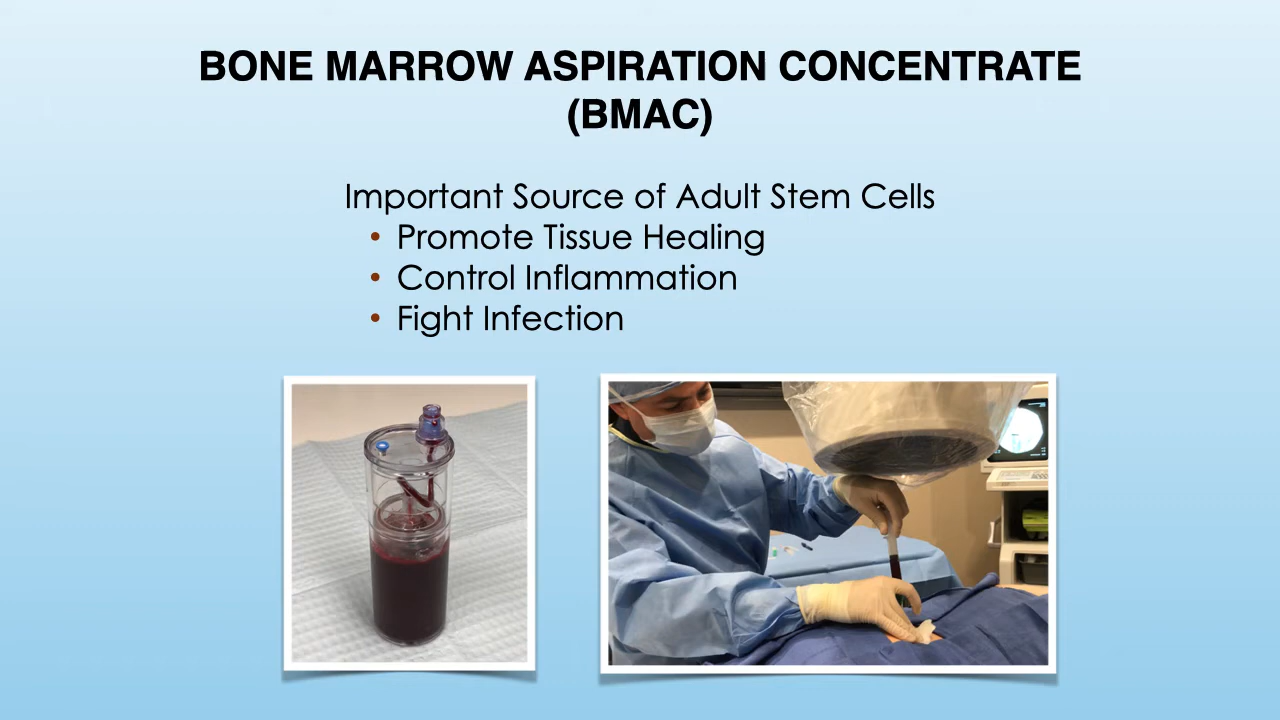 BONE MARROW ASPIRATION CONCENTRATE
(BMAC)
Important Source of Adult Stem Cells
• Promote Tissue Healing
• Control Inflammation
• Fight Infection